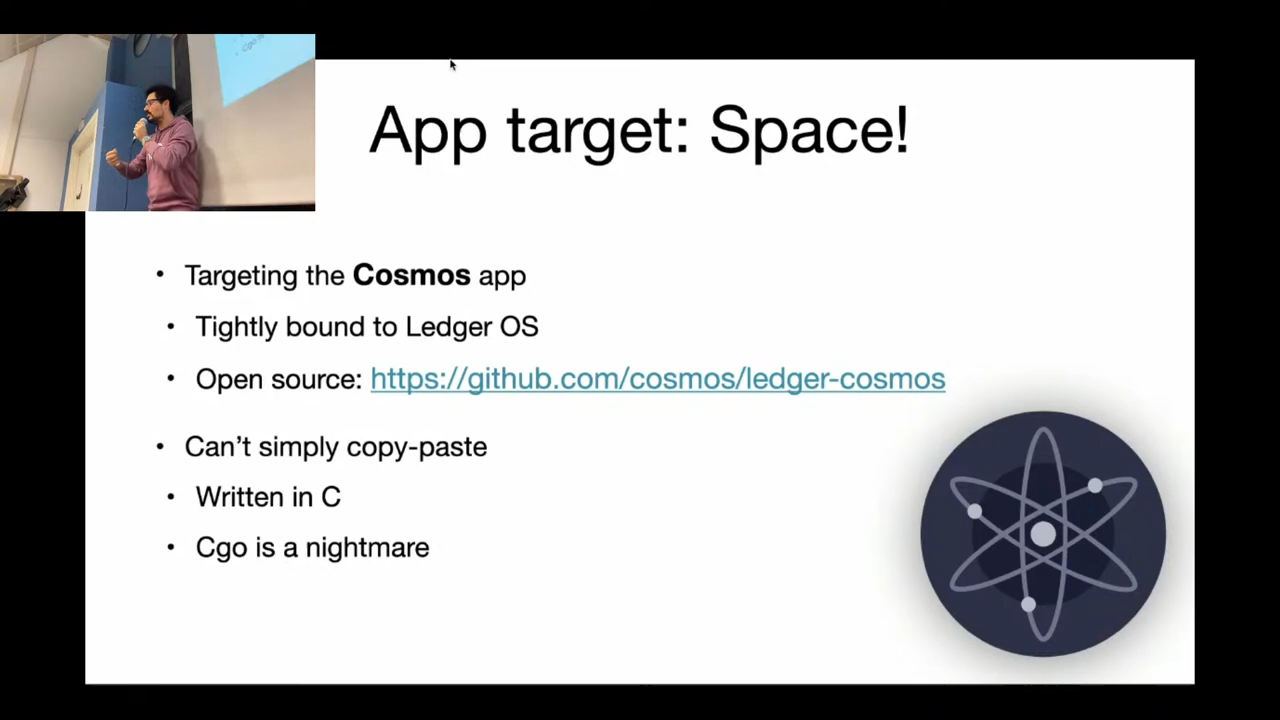 App target: Space!
• Targeting the Cosmos app
• Tightly bound to Ledger OS
• Open source: https://github.com/cosmos/ledger-cosmos
• Can't simply copy-paste
• Written in C
• Cgo is a nightmare